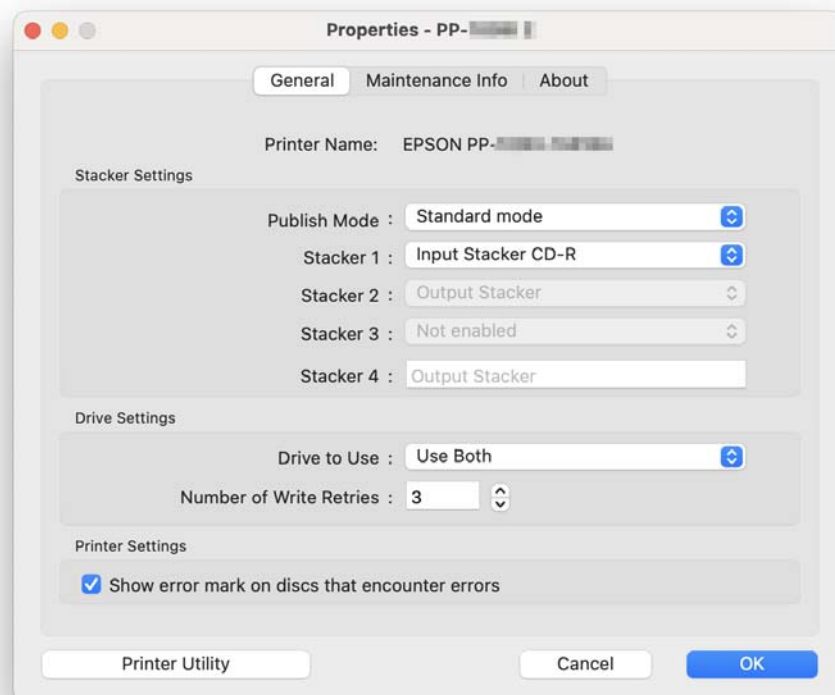 Properties - PP-
General Maintenance Info About
Printer Name: EPSON PP-
Stacker Settings
Publish Mode : Standard mode
Stacker 1 : Input Stacker CD-R
Stacker 2 : Output Stacker
Stacker 3 : Not enabled
Stacker 4 : Output Stacker
Drive Settings
Drive to Use : Use Both
Number of Write Retries : 3
Printer Settings
Show error mark on discs that encounter errors
Printer Utility Cancel OK